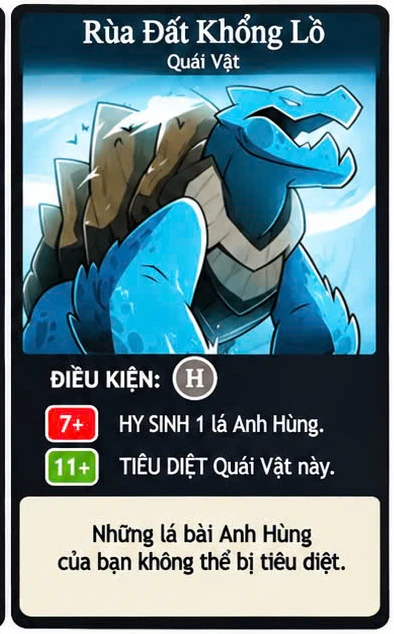 Rùa Đất Khổng Lồ
Quái Vật
ĐIỀU KIỆN: H
7+ HY SINH 1 lá Anh Hùng.
11+ TIÊU DIỆT Quái Vật này.
Những lá bài Anh Hùng
của bạn không thể bị tiêu diệt.